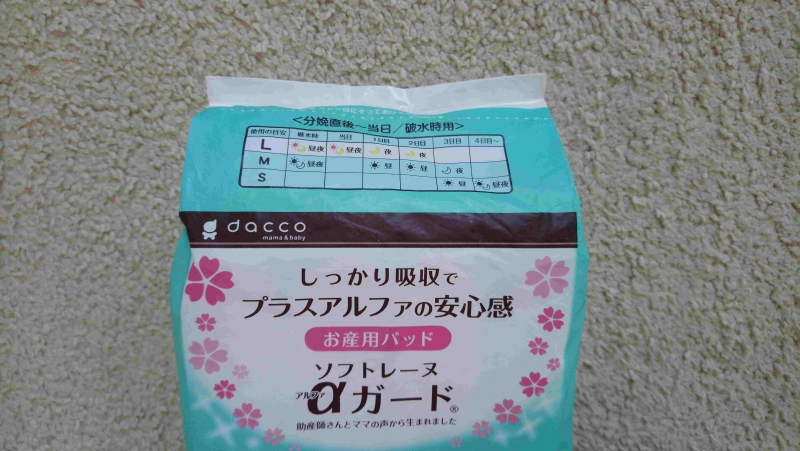 <分娩直後～当日／破水時用>
使用の目安 破水時 当日 1日目 2日目 3日目 4日目～
L 昼夜 昼夜 夜 夜
M 昼夜 昼 昼 夜
S 昼 昼夜
dacco
mama & baby
しっかり吸収で
プラスアルファの安心感
お産用パッド
ソフトレーヌ
アルファ
αガード®
助産師さんとママの声から生まれました